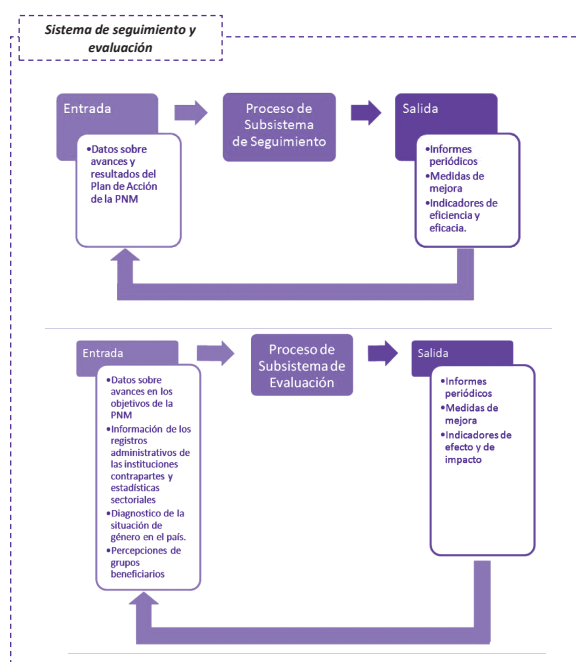 Sistema de seguimiento y
evaluación
Entrada
•Datos sobre
avances y
resultados del
Plan de Acción
de la PNM
Proceso de
Subsistema
de Seguimiento
Salida
•Informes
periódicos
•Medidas de
mejora
•Indicadores de
eficiencia y
eficacia.
Entrada
•Datos sobre
avances en los
objetivos de la
PNM
•Información de los
registros
administrativos de
las instituciones
contrapartes y
estadísticas
sectoriales
•Diagnostico de la
situación de
género en el país.
•Percepciones de
grupos
beneficiarios
Proceso de
Subsistema de
Evaluación
Salida
•Informes
periódicos
•Medidas de
mejora
•Indicadores de
efecto y de
impacto